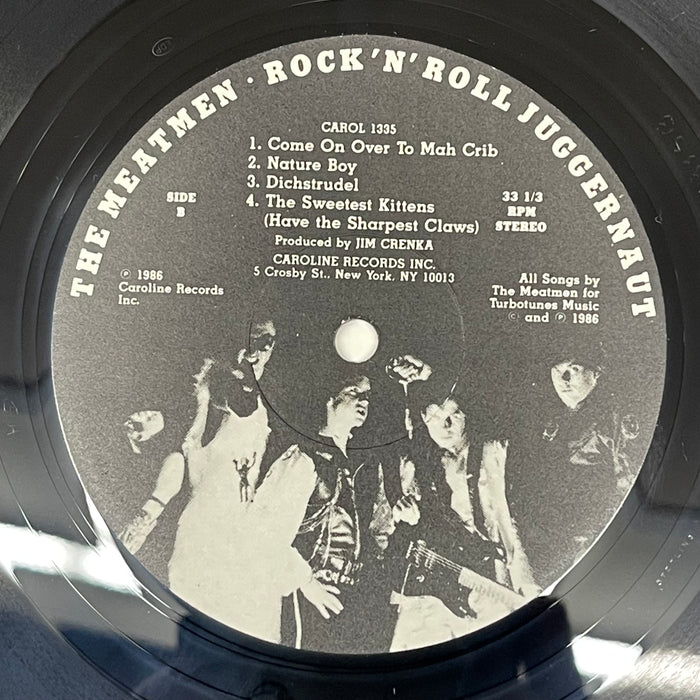 THE MEATMEN · ROCK 'N' ROLL JUGGERNAUT
CAROL 1335
1. Come On Over To Mah Crib
2. Nature Boy
3. Dichstrudel
4. The Sweetest Kittens
(Have the Sharpest Claws)
SIDE
B
33 1/3
RPM
STEREO
Produced by JIM CRENKA
CAROLINE RECORDS INC.
5 Crosby St., New York, NY 10013
℗ 1986
Caroline Records
Inc.
All Songs by
The Meatmen for
Turbotunes Music
© and ℗ 1986